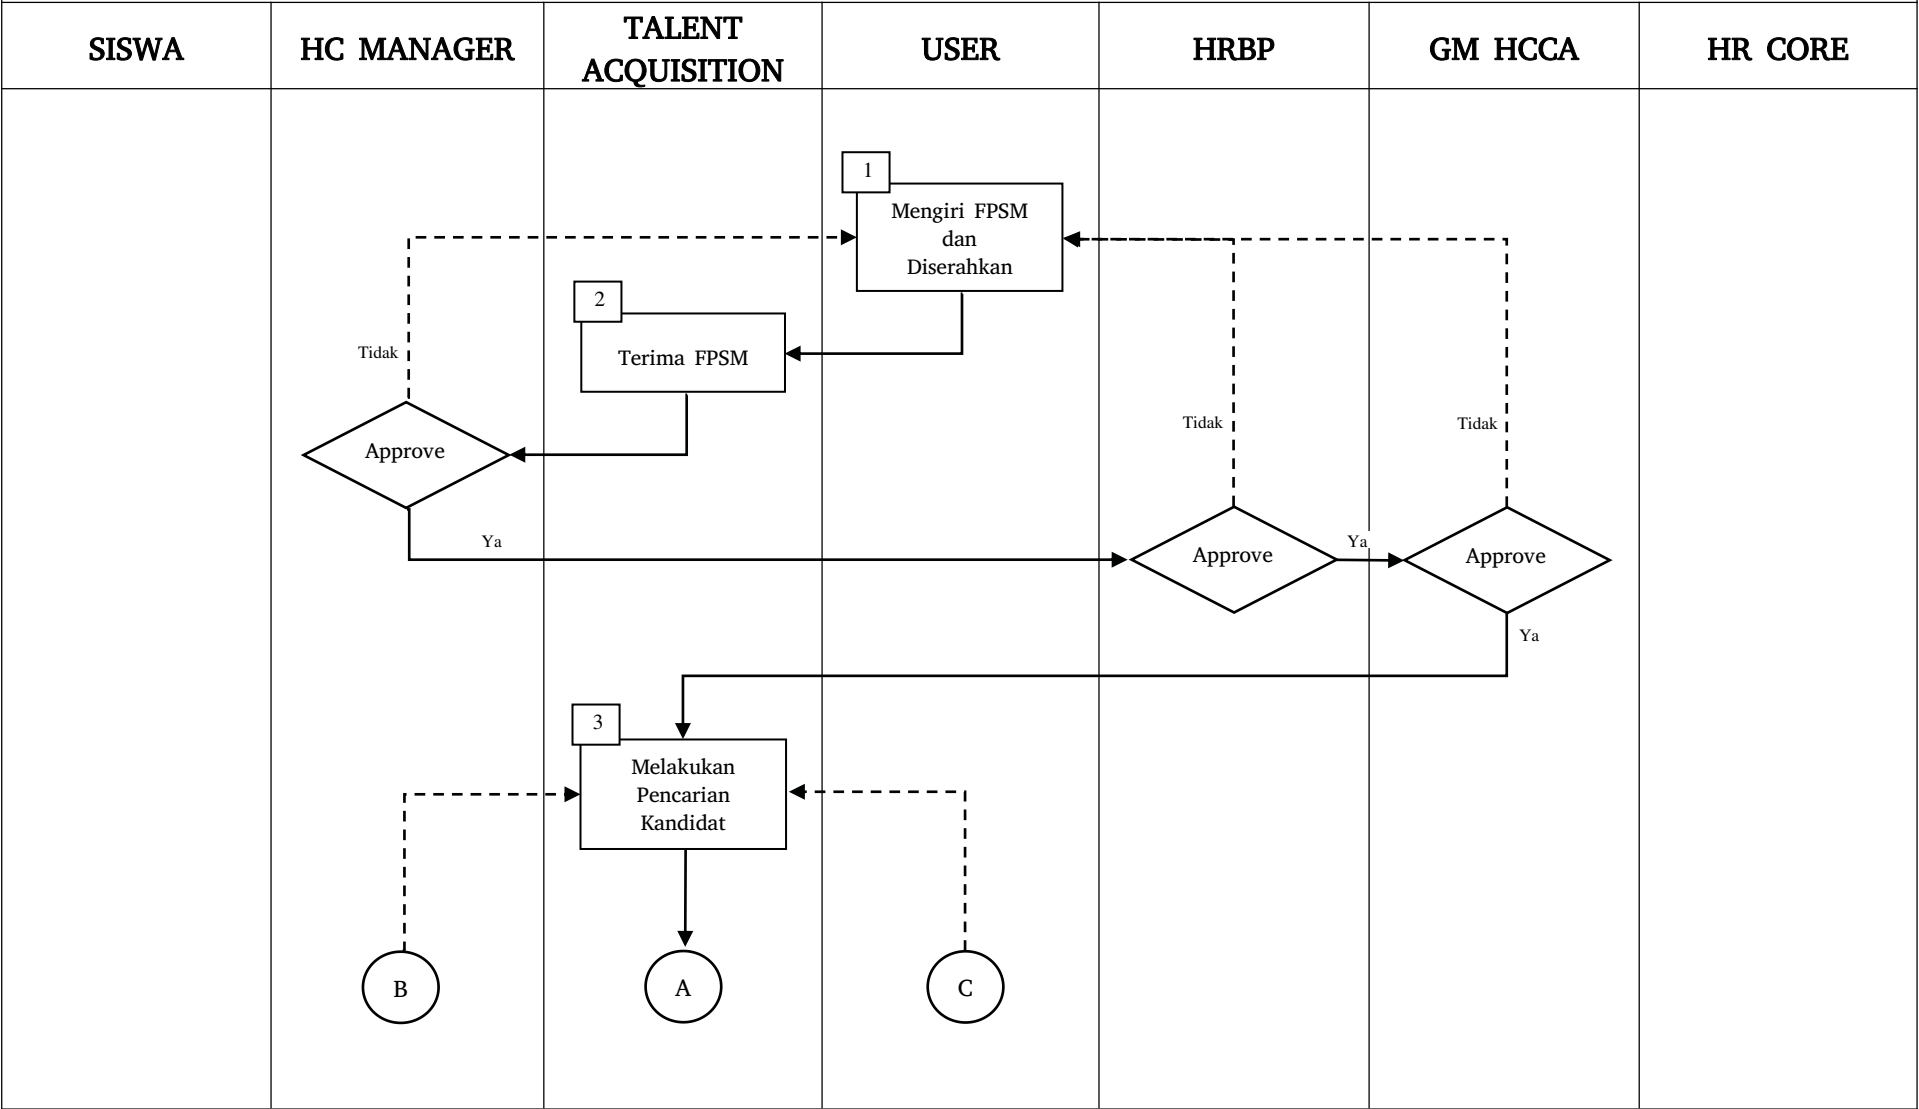 SISWA
HC MANAGER
TALENT
ACQUISITION
USER
HRBP
GM HCCA
HR CORE
1
Mengiri FPSM
dan
Diserahkan
2
Terima FPSM
Tidak
Tidak
Tidak
Approve
Ya
Approve
Ya
Approve
Ya
3
Melakukan
Pencarian
Kandidat
B
A
C